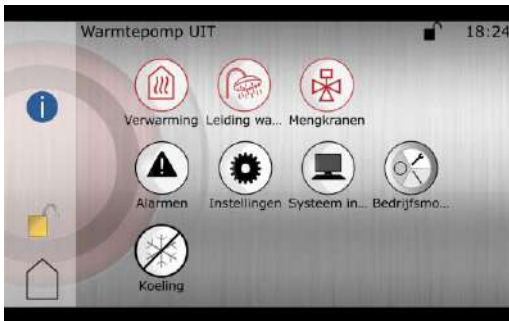 Warmtepomp UIT 18:24
Verwarming Leiding wa... Mengkranen
Alarmen Instellingen Systeem in... Bedrijfsmo...
Koeling